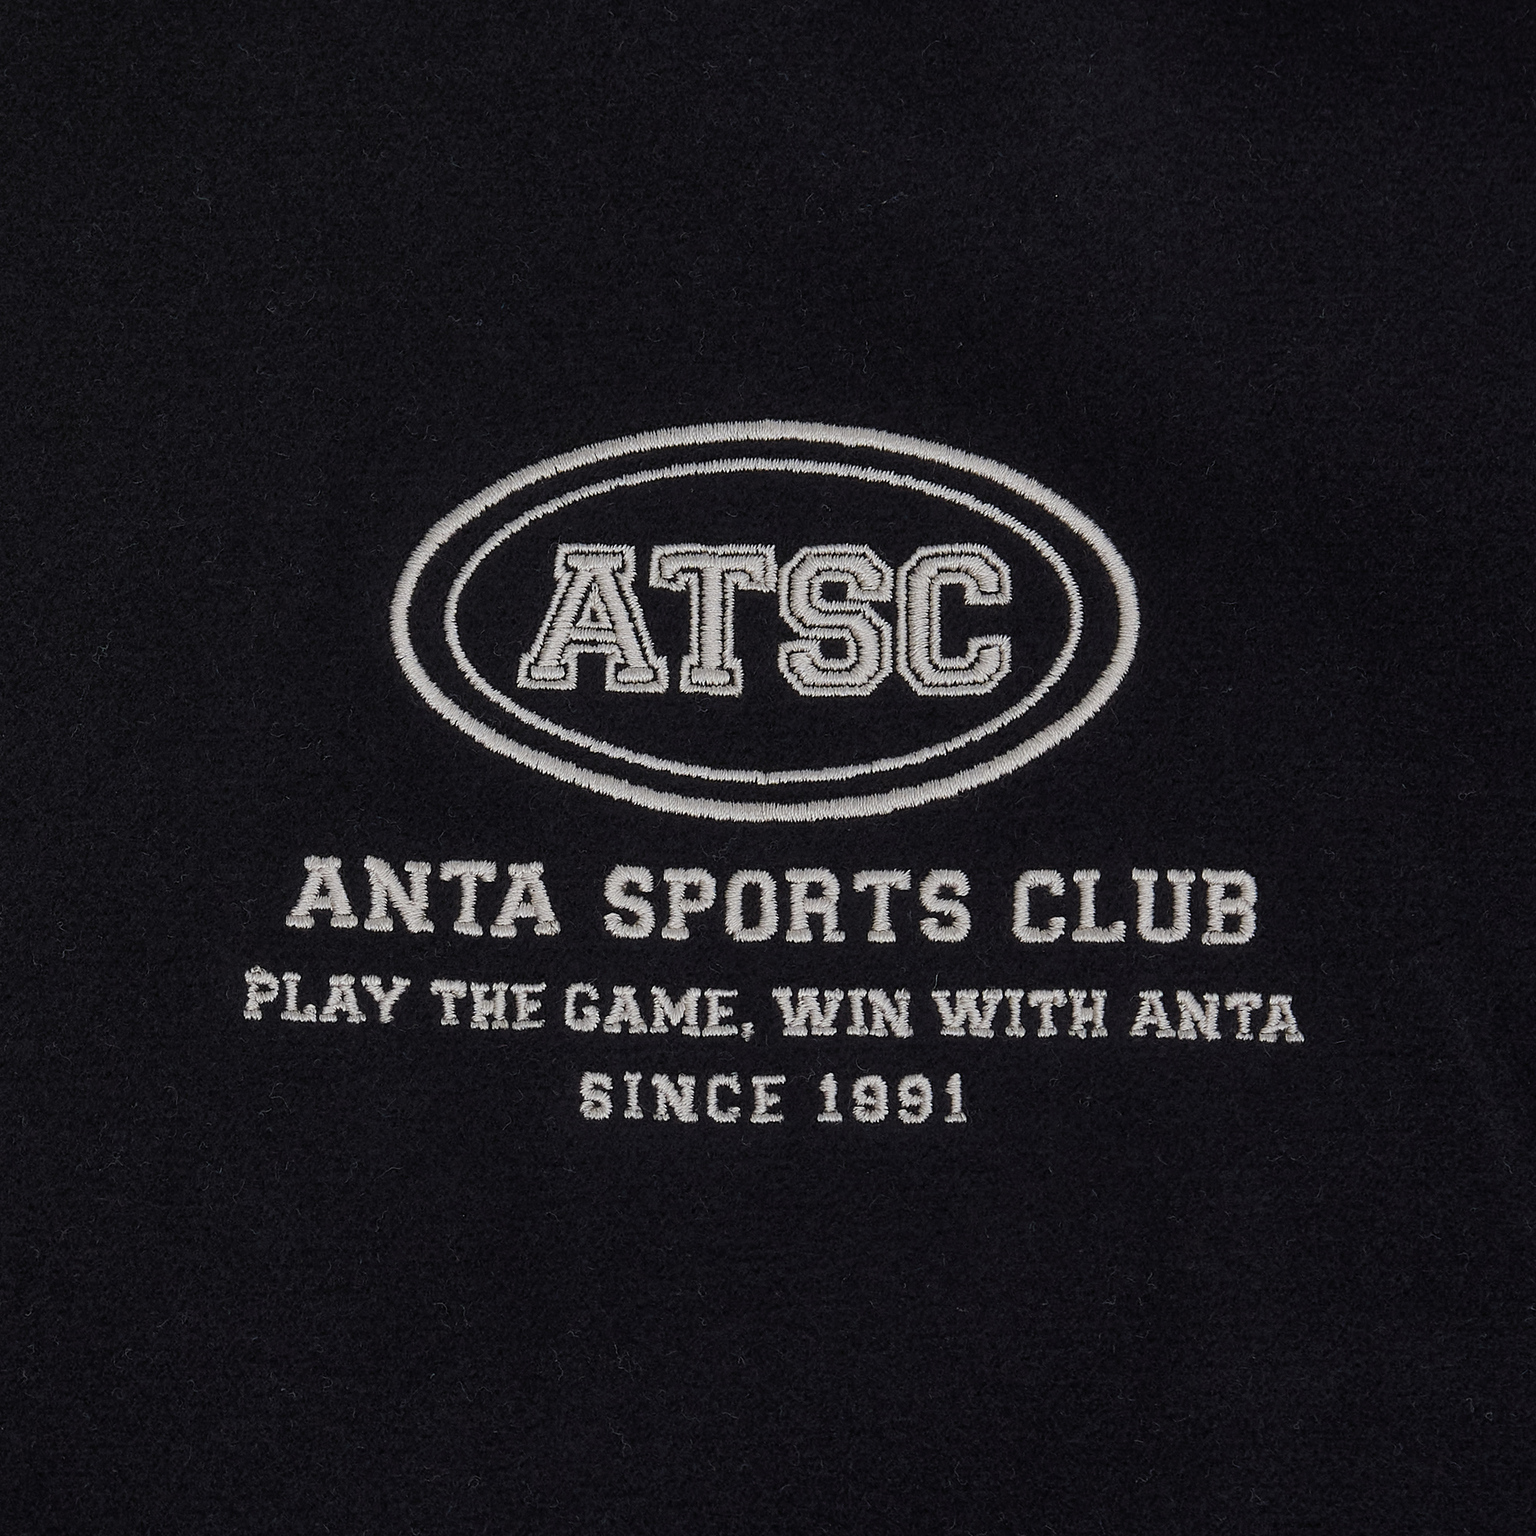 ATSC
ANTA SPORTS CLUB
PLAY THE GAME, WIN WITH ANTA
SINCE 1991